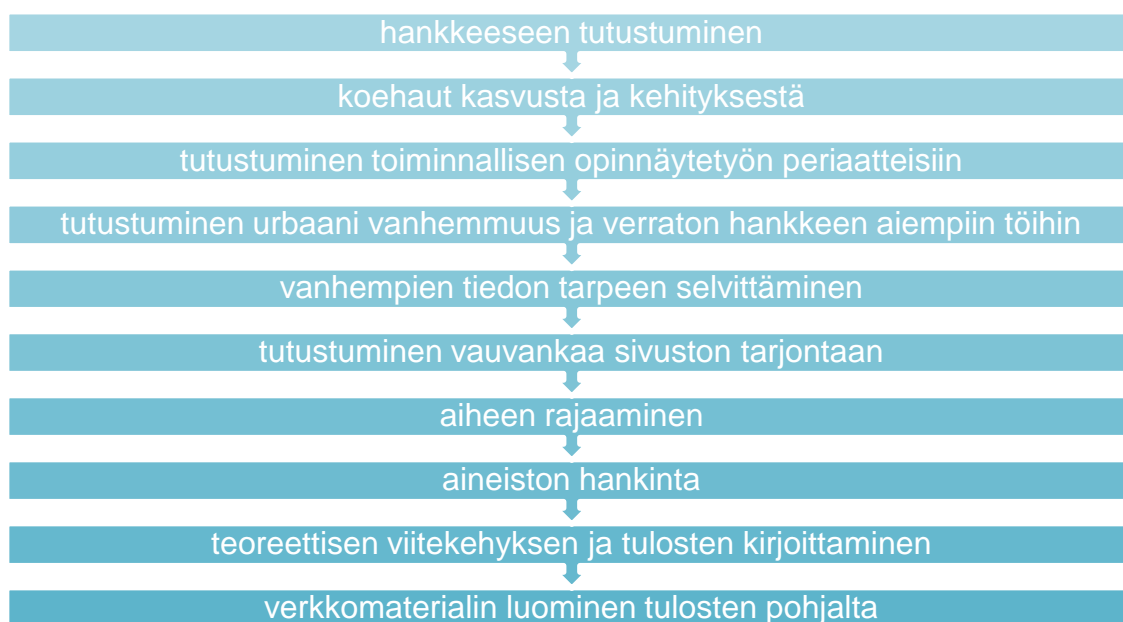 hankkeeseen tutustuminen
koehaut kasvusta ja kehityksestä
tutustuminen toiminnallisen opinnäytetyön periaatteisiin
tutustuminen urbaani vanhemmuus ja verraton hankkeen aiempiin töihin
vanhempien tiedon tarpeen selvittäminen
tutustuminen vauvankaa sivuston tarjontaan
aiheen rajaaminen
aineiston hankinta
teoreettisen viitekehyksen ja tulosten kirjoittaminen
verkkomaterialin luominen tulosten pohjalta